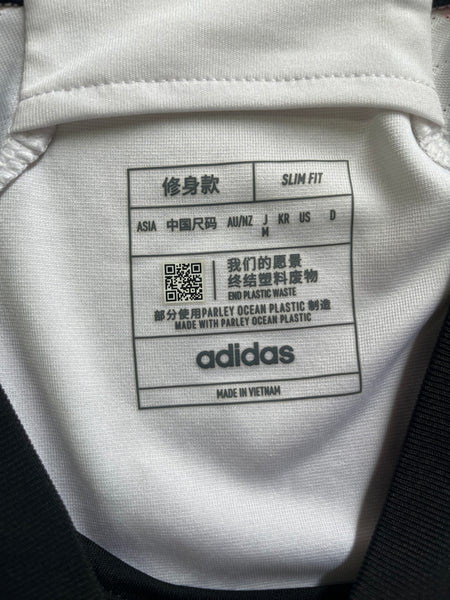 修身款 SLIM FIT
ASIA 中国尺码 AU/NZ J KR US D
M
我们的愿景
终结塑料废物
END PLASTIC WASTE
部分使用PARLEY OCEAN PLASTIC 制造
MADE WITH PARLEY OCEAN PLASTIC
adidas
MADE IN VIETNAM